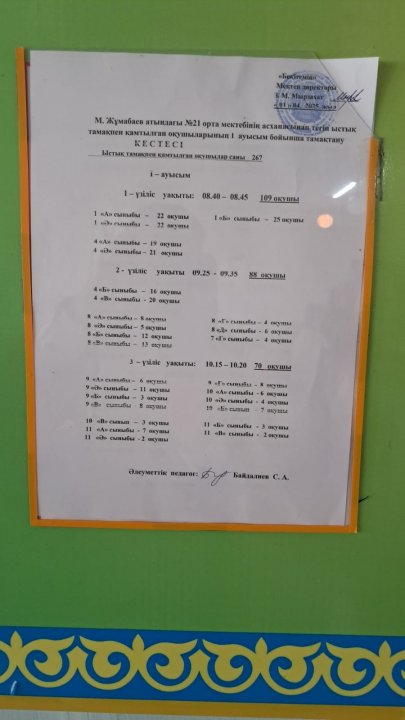 «Бекітемін»
Мектеп директоры
Қ М. Мырзахат
« 01 » 04 2025 жыл
М. Жұмабаев атындағы №21 орта мектебінің асханасынан тегін ыстық
тамақпен қамтылған оқушыларының 1 ауысым бойынша тамақтану
К Е С Т Е С І
Ыстық тамақпен қамтылған оқушылар саны 267
і – ауысым
1 – үзіліс уақыты: 08.40 – 08.45 109 оқушы
1 «А» сыныбы – 22 оқушы 1 «Б» сыныбы – 25 оқушы
1 «Ә» сыныбы – 22 оқушы
4 «А» сыныбы – 19 оқушы
4 «Ә» сыныбы – 21 оқушы
2 - үзіліс уақыты 09.25 - 09.35 88 оқушы
4 «Б» сыныбы – 16 оқушы
4 «В» сыныбы - 20 оқушы
8 «А» сыныбы – 8 оқушы 8 «Г» сыныбы – 4 оқушы
8 «Ә» сыныбы – 5 оқушы 8 «Д» сыныбы - 6 оқушы
8 «Б» сыныбы – 12 оқушы 7 «Г» сыныбы – 4 оқушы
8 «В» сыныбы – 13 оқушы
3 – үзіліс уақыты: 10.15 – 10.20 70 оқушы
9 «А» сыныбы – 6 оқушы 9 «Г» сыныбы - 8 оқушы
9 «Ә» сыныбы – 11 оқушы 10 «А» сыныбы - 6 оқушы
9 «Б» сыныбы – 3 оқушы 10 «Ә» сыныбы - 4 оқушы
9 «В» сыныбы – 8 оқушы 10 «Б» сынып – 7 оқушы
10 «В» сынып – 3 оқушы 11 «Б» сыныбы - 3 оқушы
11 «А» сыныбы - 7 оқушы 11 «В» сыныбы - 2 оқушы
11 «Ә» сыныбы - 2 оқушы
Әлеуметтік педагог: Байдалиев С. А.